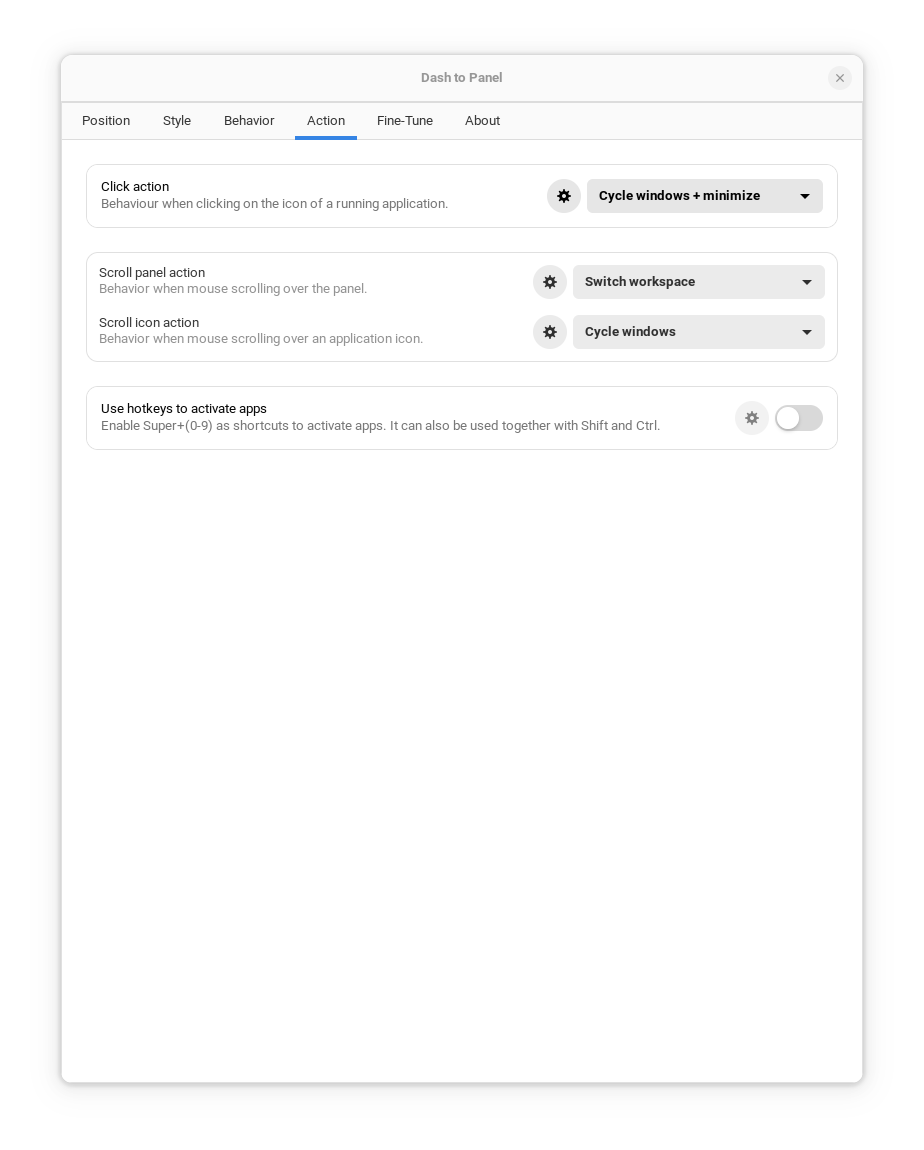 Dash to Panel
Position Style Behavior Action Fine-Tune About
Click action
Behaviour when clicking on the icon of a running application.
Cycle windows + minimize
Scroll panel action
Behavior when mouse scrolling over the panel.
Switch workspace
Scroll icon action
Behavior when mouse scrolling over an application icon.
Cycle windows
Use hotkeys to activate apps
Enable Super+(0-9) as shortcuts to activate apps. It can also be used together with Shift and Ctrl.